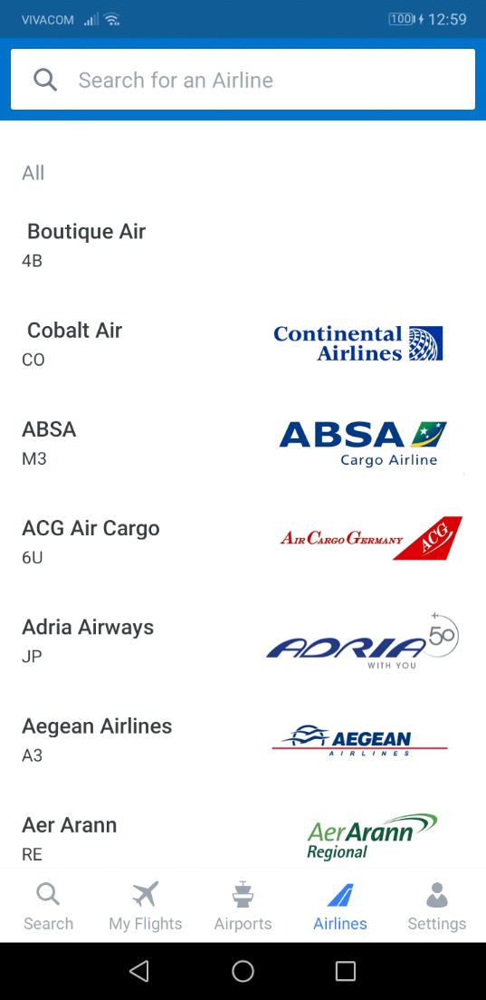 VIVACOM 100 12:59
Search for an Airline
All
Boutique Air
4B
Cobalt Air
CO
Continental
Airlines
ABSA
M3
ABSA
Cargo Airline
ACG Air Cargo
6U
AIR CARGO GERMANY ACG
Adria Airways
JP
ADRIA 50
WITH YOU
Aegean Airlines
A3
AEGEAN
AIRLINES
Aer Arann
RE
AerArann
Regional
Search My Flights Airports Airlines Settings